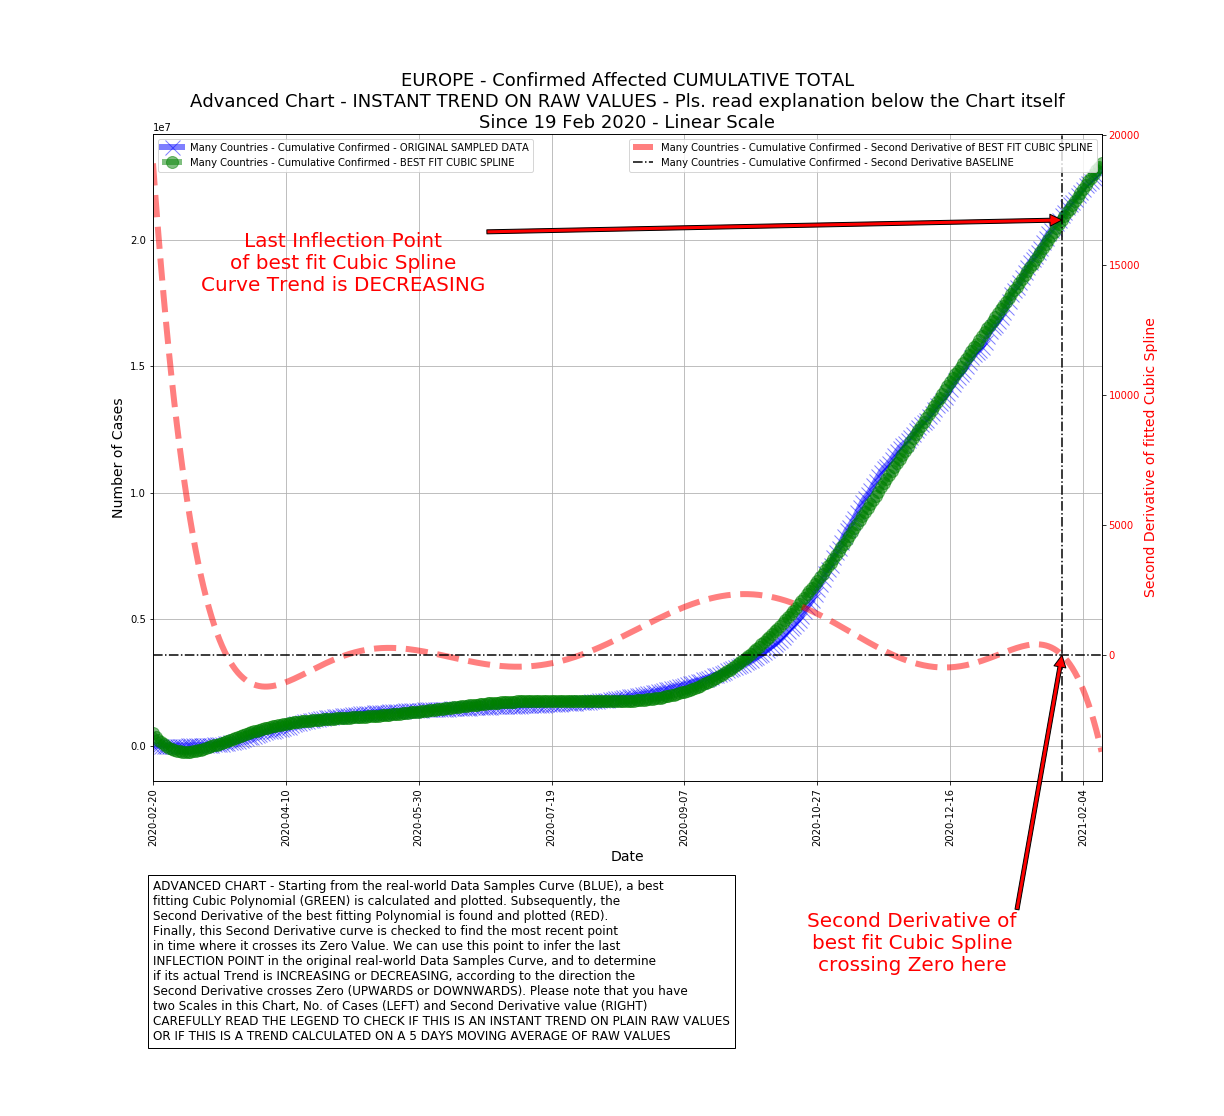 EUROPE - Confirmed Affected CUMULATIVE TOTAL
Advanced Chart - INSTANT TREND ON RAW VALUES - Pls. read explanation below the Chart itself
Since 19 Feb 2020 - Linear Scale
1e7
20000
Many Countries - Cumulative Confirmed - ORIGINAL SAMPLED DATA
Many Countries - Cumulative Confirmed - BEST FIT CUBIC SPLINE
Many Countries - Cumulative Confirmed - Second Derivative of BEST FIT CUBIC SPLINE
Many Countries - Cumulative Confirmed - Second Derivative BASELINE
Last Inflection Point
of best fit Cubic Spline
Curve Trend is DECREASING
2.0
1.5
1.0
0.5
0.0
Number of Cases
15000
10000
5000
0
Second Derivative of fitted Cubic Spline
2020-02-20
2020-04-10
2020-05-30
2020-07-19
2020-09-07
2020-10-27
2020-12-16
2021-02-04
Date
ADVANCED CHART - Starting from the real-world Data Samples Curve (BLUE), a best
fitting Cubic Polynomial (GREEN) is calculated and plotted. Subsequently, the
Second Derivative of the best fitting Polynomial is found and plotted (RED).
Finally, this Second Derivative curve is checked to find the most recent point
in time where it crosses its Zero Value. We can use this point to infer the last
INFLECTION POINT in the original real-world Data Samples Curve, and to determine
if its actual Trend is INCREASING or DECREASING, according to the direction the
Second Derivative crosses Zero (UPWARDS or DOWNWARDS). Please note that you have
two Scales in this Chart, No. of Cases (LEFT) and Second Derivative value (RIGHT)
CAREFULLY READ THE LEGEND TO CHECK IF THIS IS AN INSTANT TREND ON PLAIN RAW VALUES
OR IF THIS IS A TREND CALCULATED ON A 5 DAYS MOVING AVERAGE OF RAW VALUES
Second Derivative of
best fit Cubic Spline
crossing Zero here